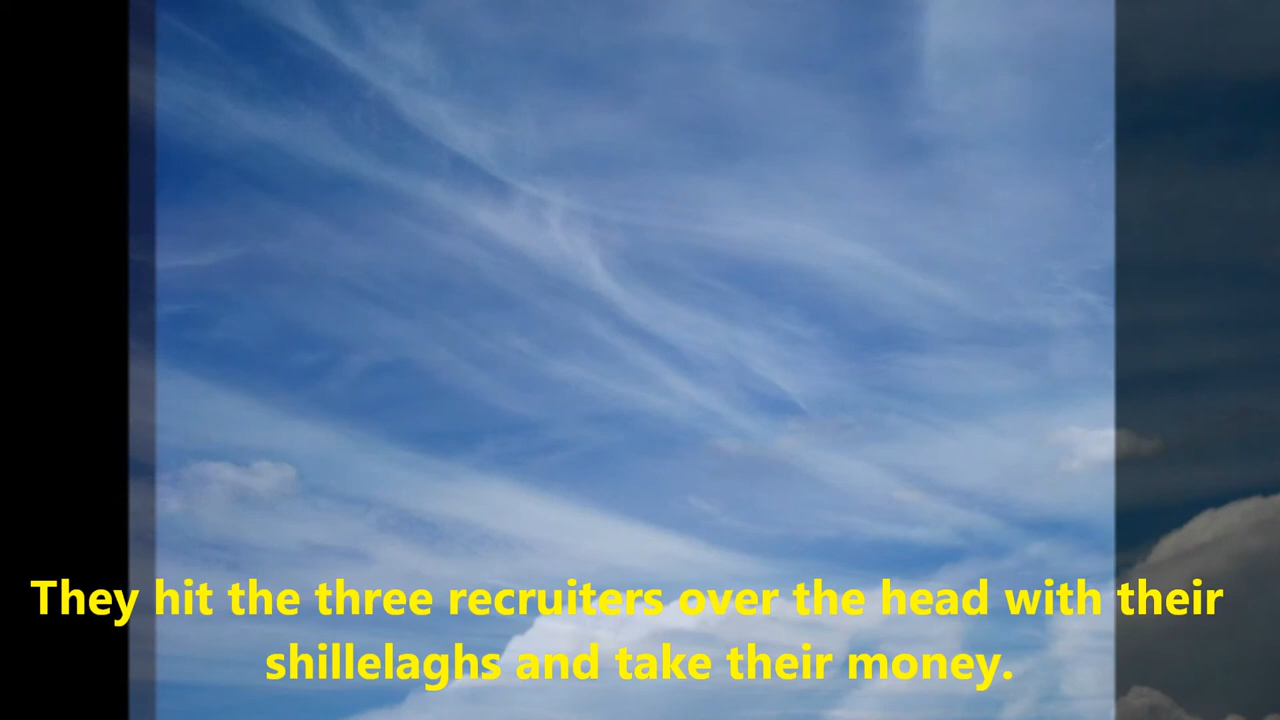 They hit the three recruiters over the head with their
shillelaghs and take their money.